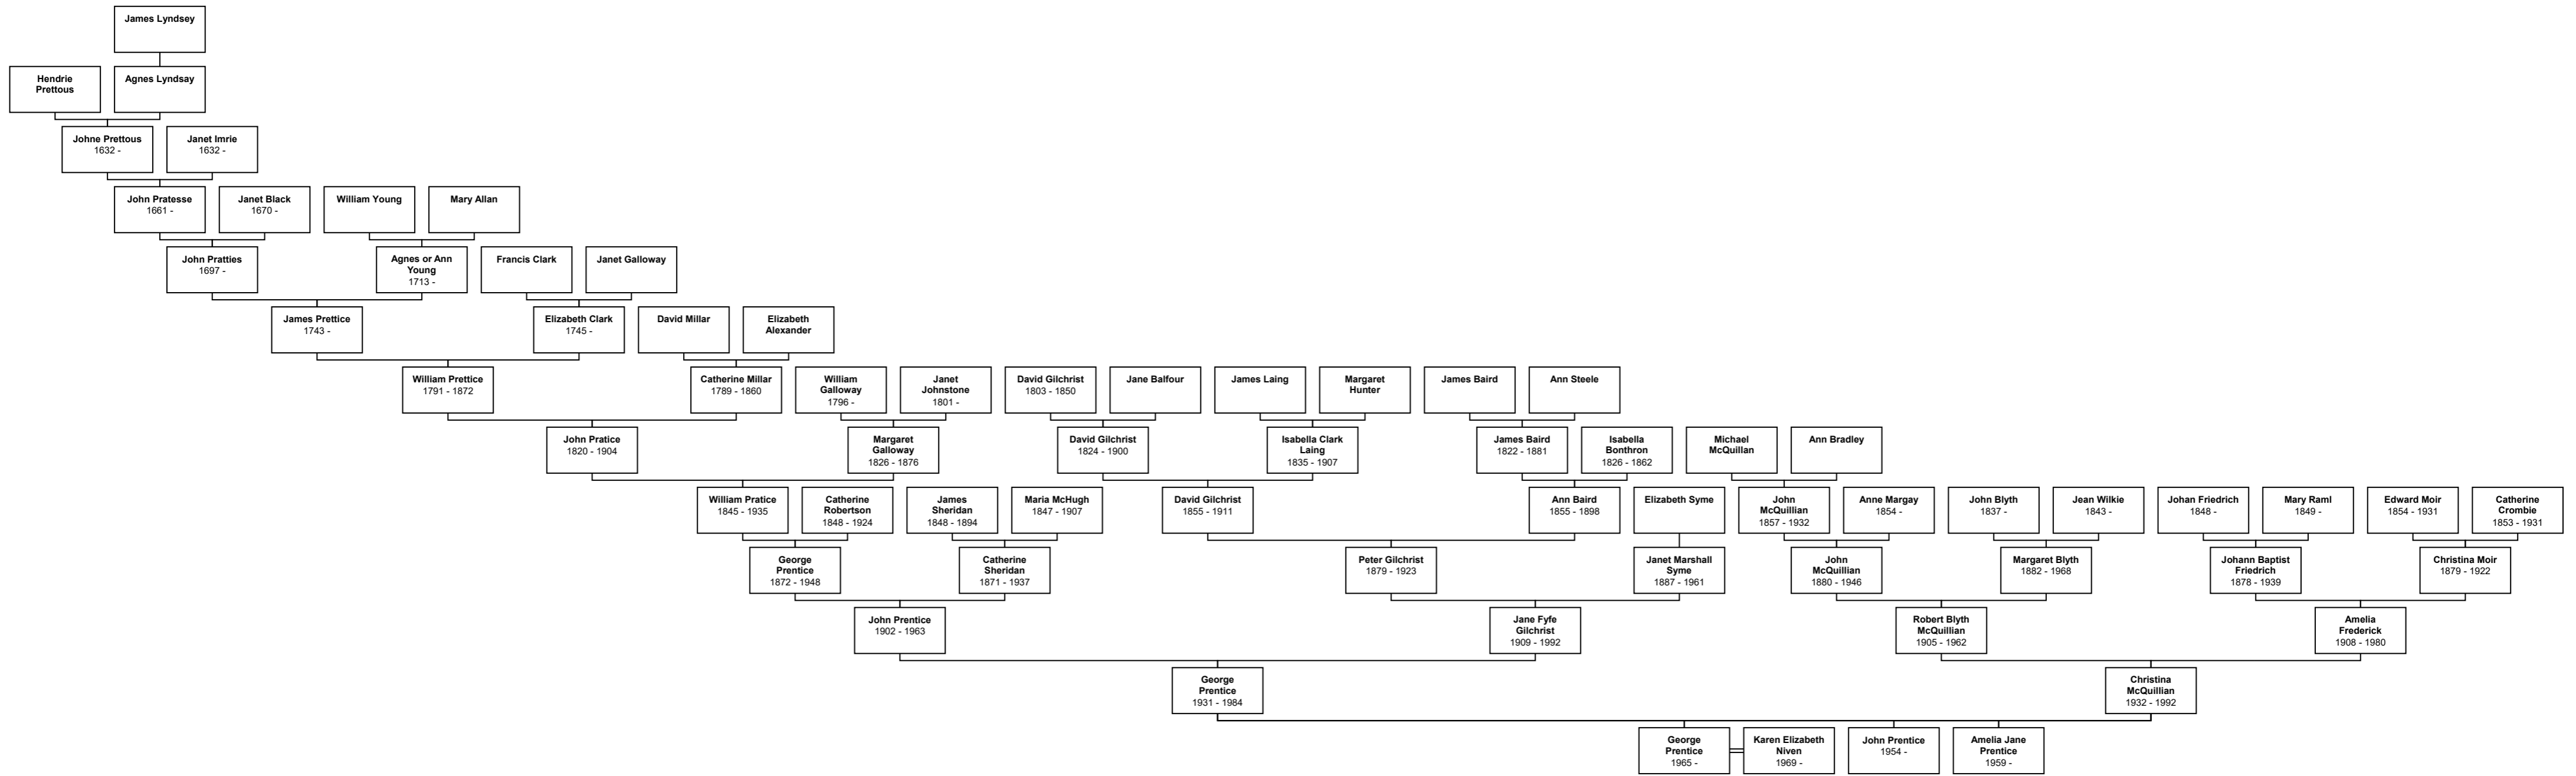 James Lyndsey
Hendrie
Prettous
Agnes Lyndsay
Johne Prettous
1632 -
Janet Imrie
1632 -
John Pratesse
1661 -
Janet Black
1670 -
William Young
Mary Allan
John Pratties
1697 -
Agnes or Ann
Young
1713 -
Francis Clark
Janet Galloway
James Prettice
1743 -
Elizabeth Clark
1745 -
David Millar
Elizabeth
Alexander
William Prettice
1791 - 1872
Catherine Millar
1789 - 1860
William
Galloway
1796 -
Janet
Johnstone
1801 -
David Gilchrist
1803 - 1850
Jane Balfour
James Laing
Margaret
Hunter
James Baird
Ann Steele
John Pratice
1820 - 1904
Margaret
Galloway
1826 - 1876
David Gilchrist
1824 - 1900
Isabella Clark
Laing
1835 - 1907
James Baird
1822 - 1881
Isabella
Bonthron
1826 - 1862
Michael
McQuillan
Ann Bradley
William Pratice
1845 - 1935
Catherine
Robertson
1848 - 1924
James
Sheridan
1848 - 1894
Maria McHugh
1847 - 1907
David Gilchrist
1855 - 1911
Ann Baird
1855 - 1898
Elizabeth Syme
John
McQuillian
1857 - 1932
Anne Margay
1854 -
John Blyth
1837 -
Jean Wilkie
1843 -
Johan Friedrich
1848 -
Mary Raml
1849 -
Edward Moir
1854 - 1931
Catherine
Crombie
1853 - 1931
George
Prentice
1872 - 1948
Catherine
Sheridan
1871 - 1937
Peter Gilchrist
1879 - 1923
Janet Marshall
Syme
1887 - 1961
John
McQuillian
1880 - 1946
Margaret Blyth
1882 - 1968
Johann Baptist
Friedrich
1878 - 1939
Christina Moir
1879 - 1922
John Prentice
1902 - 1963
Jane Fyfe
Gilchrist
1909 - 1992
Robert Blyth
McQuillian
1905 - 1962
Amelia
Frederick
1908 - 1980
George
Prentice
1931 - 1984
Christina
McQuillian
1932 - 1992
George
Prentice
1965 -
Karen Elizabeth
Niven
1969 -
John Prentice
1954 -
Amelia Jane
Prentice
1959 -